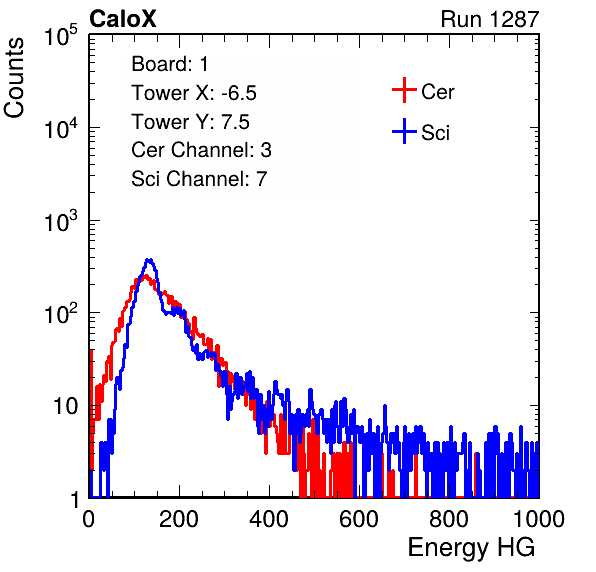 CaloX Run 1287
Counts
Board: 1
Tower X: -6.5
Tower Y: 7.5
Cer Channel: 3
Sci Channel: 7
Cer
Sci
10^5
10^4
10^3
10^2
10
1
0 200 400 600 800 1000
Energy HG